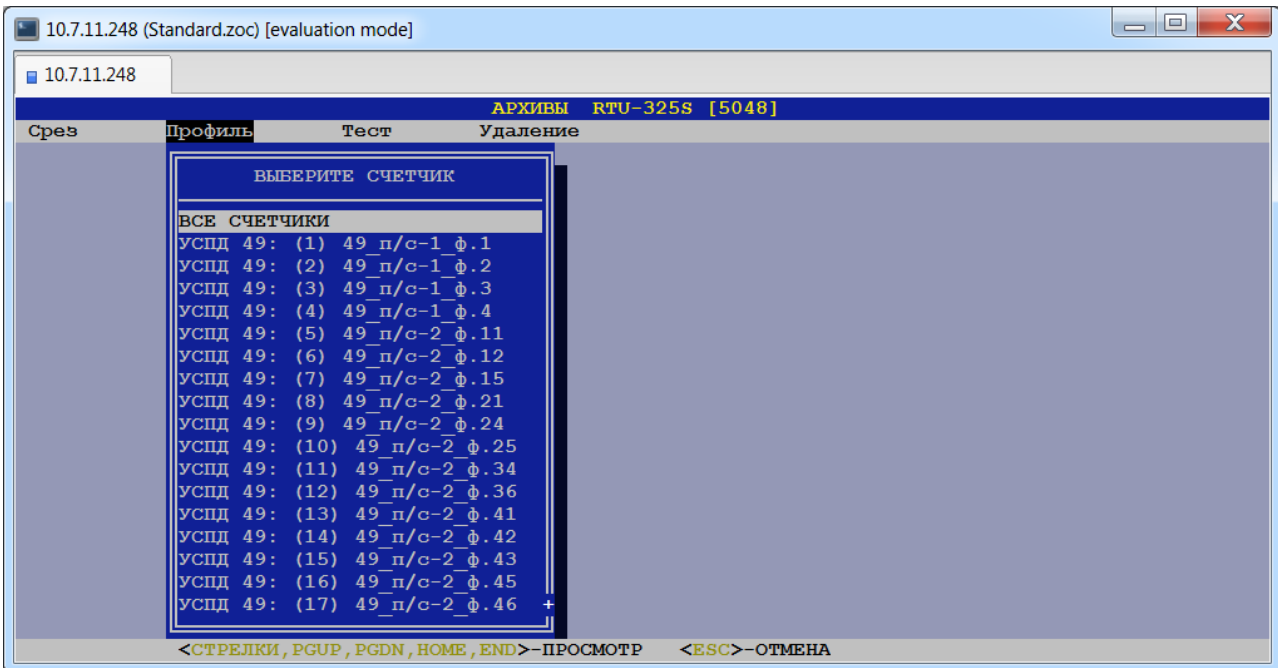 10.7.11.248 (Standard.zoc) [evaluation mode]
10.7.11.248
АРХИВЫ RTU-325S [5048]
Срез Профиль Тест Удаление
ВЫБЕРИТЕ СЧЕТЧИК
ВСЕ СЧЕТЧИКИ
УСПД 49: (1) 49_п/с-1_ф.1
УСПД 49: (2) 49_п/с-1_ф.2
УСПД 49: (3) 49_п/с-1_ф.3
УСПД 49: (4) 49_п/с-1_ф.4
УСПД 49: (5) 49_п/с-2_ф.11
УСПД 49: (6) 49_п/с-2_ф.12
УСПД 49: (7) 49_п/с-2_ф.15
УСПД 49: (8) 49_п/с-2_ф.21
УСПД 49: (9) 49_п/с-2_ф.24
УСПД 49: (10) 49_п/с-2_ф.25
УСПД 49: (11) 49_п/с-2_ф.34
УСПД 49: (12) 49_п/с-2_ф.36
УСПД 49: (13) 49_п/с-2_ф.41
УСПД 49: (14) 49_п/с-2_ф.42
УСПД 49: (15) 49_п/с-2_ф.43
УСПД 49: (16) 49_п/с-2_ф.45
УСПД 49: (17) 49_п/с-2_ф.46 +
<СТРЕЛКИ,PGUP,PGDN,HOME,END>-ПРОСМОТР <ESC>-ОТМЕНА